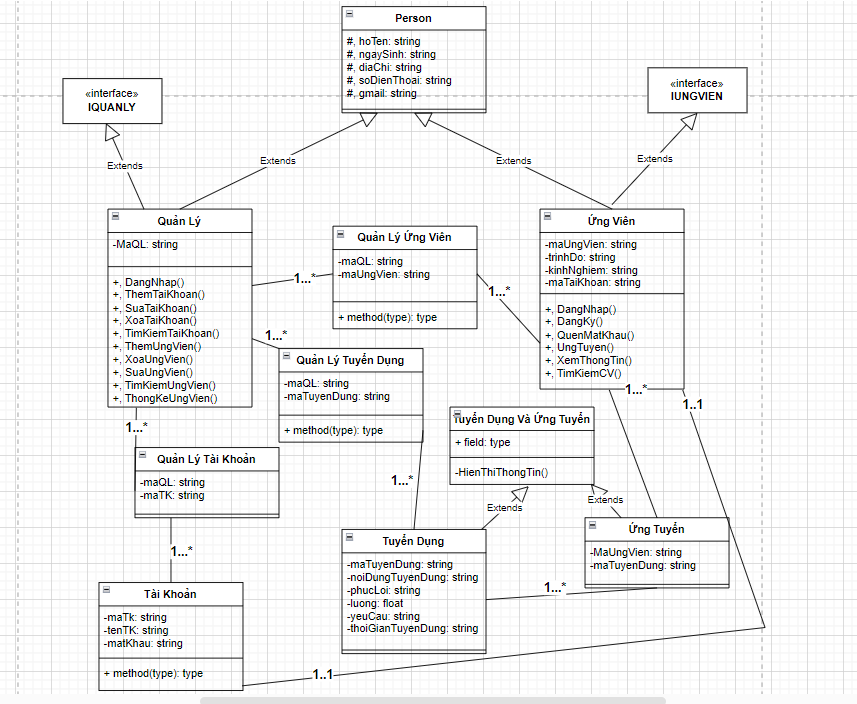 Person
#, hoTen: string
#, ngaySinh: string
#, diaChi: string
#, soDienThoai: string
#, gmail: string
«interface»
IQUANLY
«interface»
IUNGVIEN
Extends
Extends
Extends
Extends
Quản Lý
-MaQL: string
+, DangNhap()
+, ThemTaiKhoan()
+, SuaTaiKhoan()
+, XoaTaiKhoan()
+, TimKiemTaiKhoan()
+, ThemUngVien()
+, XoaUngVien()
+, SuaUngVien()
+, TimKiemUngVien()
+, ThongKeUngVien()
Quản Lý Ứng Viên
-maQL: string
-maUngVien: string
+ method(type): type
Ứng Viên
-maUngVien: string
-trinhDo: string
-kinhNghiem: string
-maTaiKhoan: string
+, DangNhap()
+, DangKy()
+, QuenMatKhau()
+, UngTuyen()
+, XemThongTin()
+, TimKiemCV()
1...*
1...*
1...*
Quản Lý Tuyển Dụng
-maQL: string
-maTuyenDung: string
+ method(type): type
1...*
1..1
Tuyển Dụng Và Ứng Tuyển
+ field: type
-HienThiThongTin()
1...*
Quản Lý Tài Khoản
-maQL: string
-maTK: string
1...*
Extends
Extends
1...*
Tuyển Dụng
-maTuyenDung: string
-noiDungTuyenDung: string
-phucLoi: string
-luong: float
-yeuCau: string
-thoiGianTuyenDung: string
Ứng Tuyển
-MaUngVien: string
-maTuyenDung: string
1...*
Tài Khoản
-maTk: string
-tenTK: string
-matKhau: string
+ method(type): type
1..1